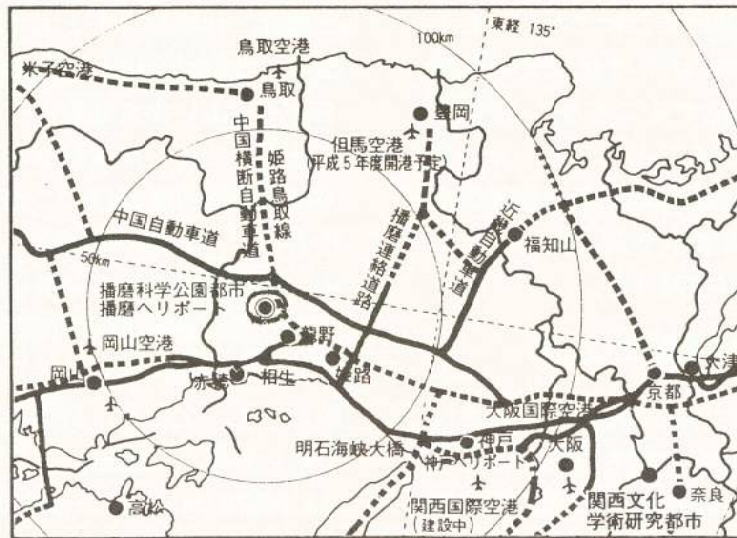 東経 135°
100km
鳥取空港
米子空港
鳥取
豊岡
但馬空港
(平成5年度開港予定)
中国横断自動車道
姫路鳥取線
中国自動車道
近畿自動車道
福知山
播磨連絡道路
50km
播磨科学公園都市
播磨ヘリポート
岡山空港
龍野
岡山
赤穂
相生
姫路
大津
京都
大阪国際空港
明石海峡大橋
神戸
大阪
神戸ヘリポート
関西国際空港
(建設中)
関西文化
学術研究都市
奈良
高松